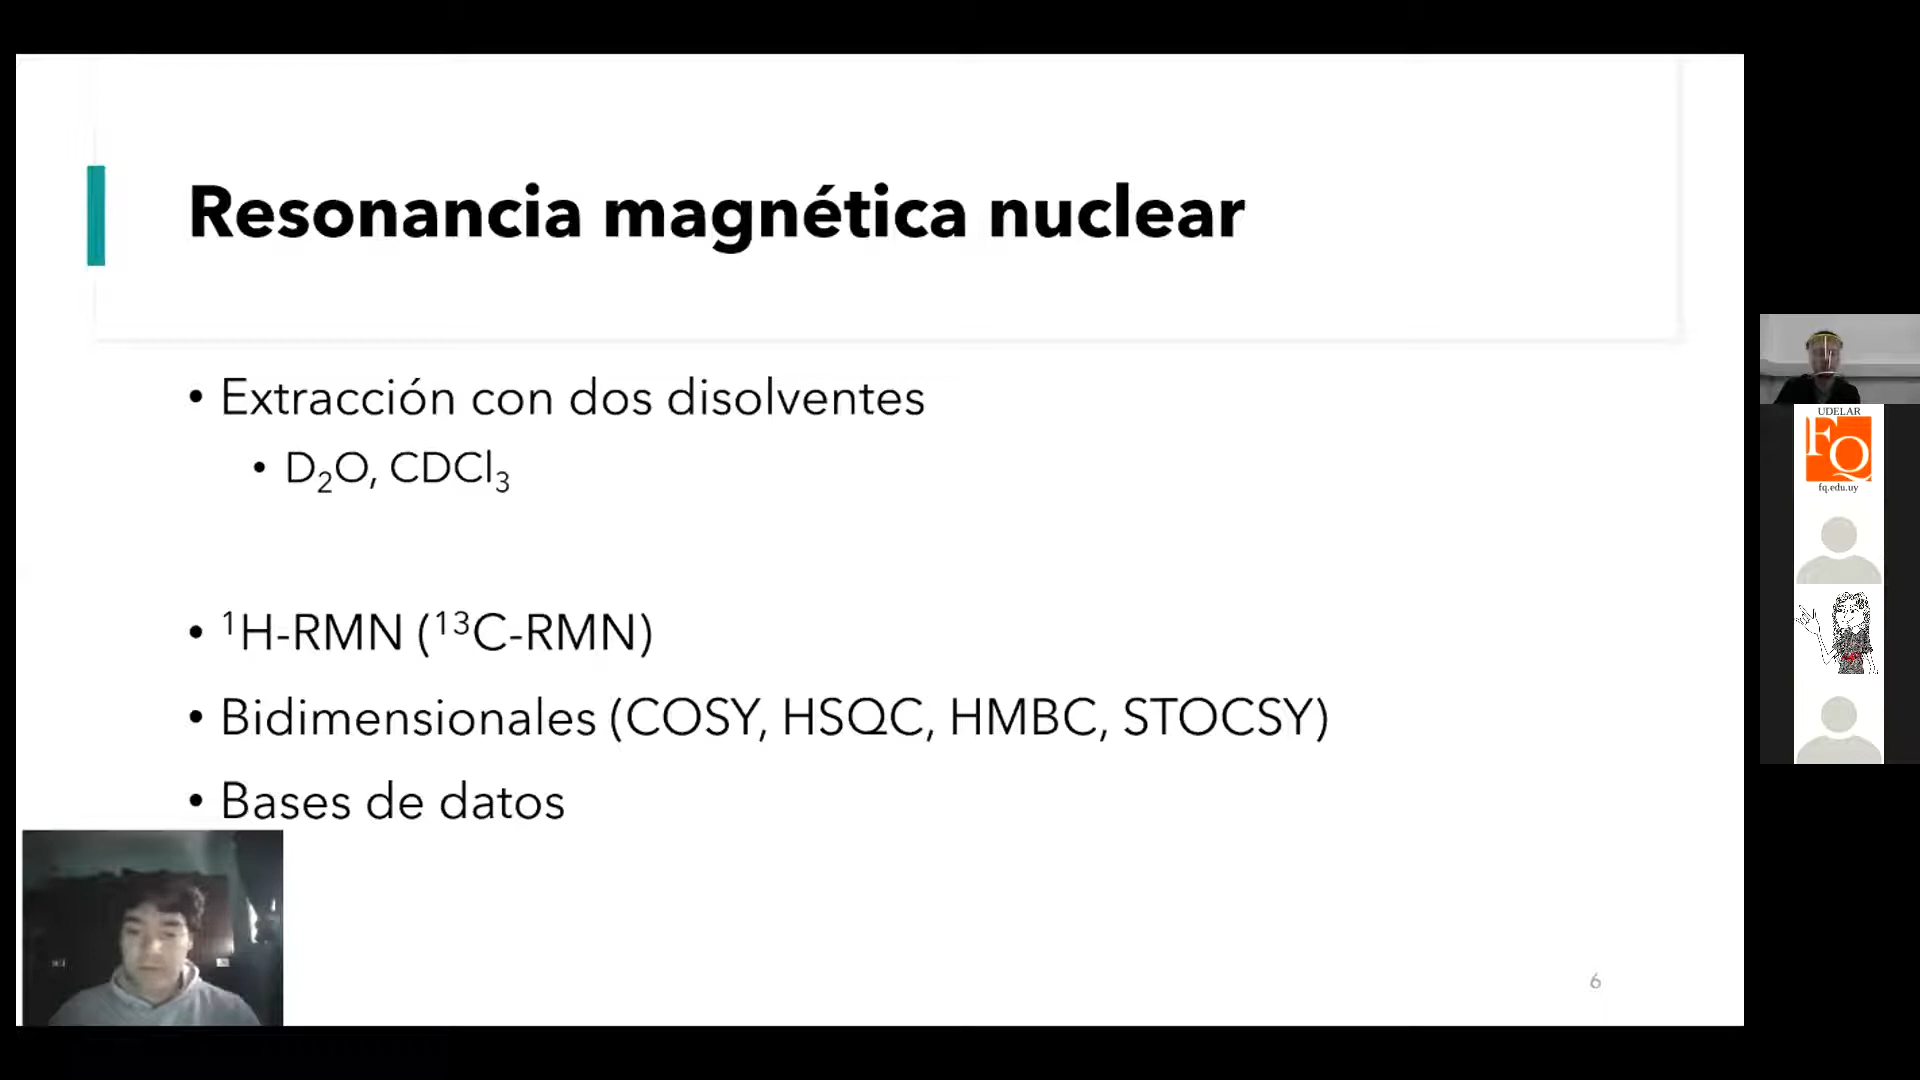 Resonancia magnética nuclear
• Extracción con dos disolventes
• D₂O, CDCl₃
• ¹H-RMN (¹³C-RMN)
• Bidimensionales (COSY, HSQC, HMBC, STOCSY)
• Bases de datos
6
UDELAR
FQ
fq.edu.uy